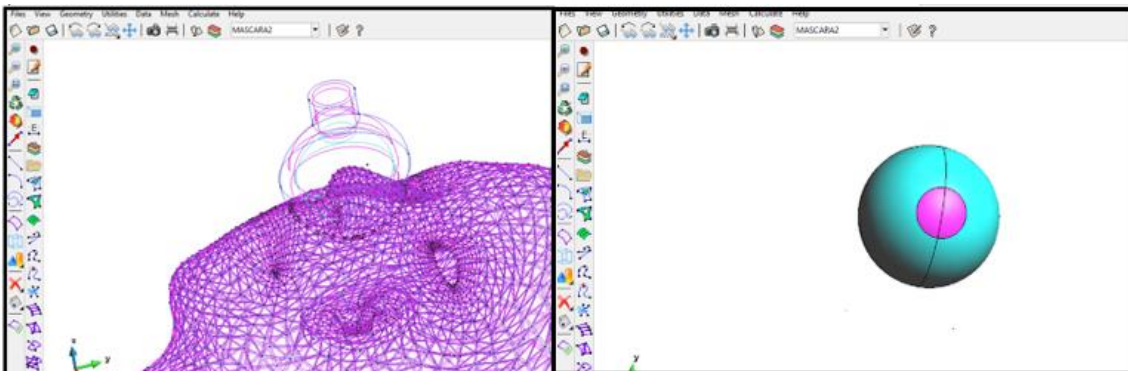 Files View Geometry Utilities Data Mesh Calculate Help
MASCARA2
x
y
Files View Geometry Utilities Data Mesh Calculate Help
MASCARA2
y